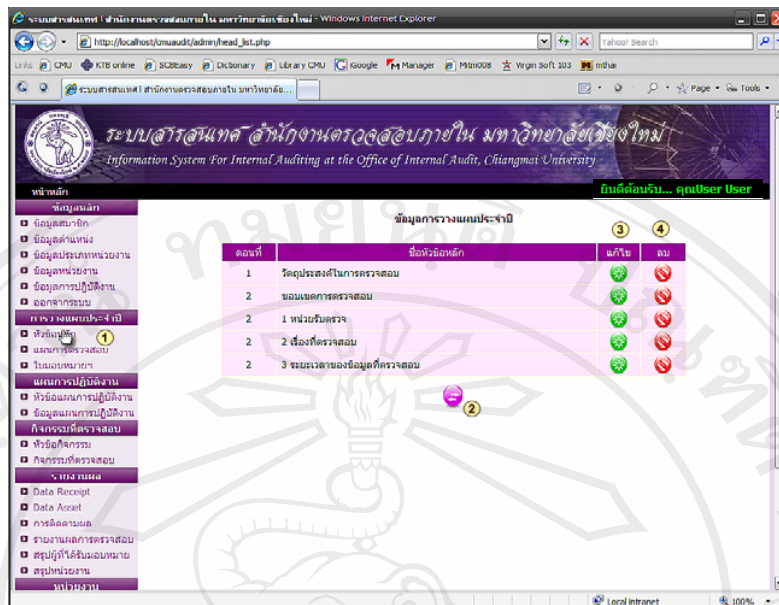 ระบบสารสนเทศ | สำนักงานตรวจสอบภายใน มหาวิทยาลัยเชียงใหม่ - Windows Internet Explorer
http://localhost/cmuaudit/admin/head_list.php
Yahoo! Search
Links CMU KTB online SCBEasy Dictionary Library CMU Google Manager Mitm008 Virgin Soft 103 mthai
ระบบสารสนเทศ | สำนักงานตรวจสอบภายใน มหาวิทยาลั...
Page Tools
ระบบสารสนเทศ สำนักงานตรวจสอบภายใน มหาวิทยาลัยเชียงใหม่
Information System For Internal Auditing at the Office of Internal Audit, Chiangmai University
หน้าหลัก
ยินดีต้อนรับ... คุณUser User
ข้อมูลหลัก
ข้อมูลสมาชิก
ข้อมูลตำแหน่ง
ข้อมูลประเภทหน่วยงาน
ข้อมูลหน่วยงาน
ข้อมูลการปฏิบัติงาน
ออกจากระบบ
การวางแผนประจำปี
หัวข้อหลัก
1
แผนการตรวจสอบ
ใบมอบหมายฯ
แผนการปฏิบัติงาน
หัวข้อแผนการปฏิบัติงาน
ข้อมูลแผนการปฏิบัติงาน
กิจกรรมที่ตรวจสอบ
หัวข้อกิจกรรม
กิจกรรมที่ตรวจสอบ
รายงานผล
Data Receipt
Data Asset
การติดตามผล
รายงานผลการตรวจสอบ
สรุปผู้ที่ได้รับมอบหมาย
สรุปหน่วยงาน
หน่วยงาน
ข้อมูลการวางแผนประจำปี
3 4
ตอนที่ ชื่อหัวข้อหลัก แก้ไข ลบ
1 วัตถุประสงค์ในการตรวจสอบ
2 ขอบเขตการตรวจสอบ
2 1 หน่วยรับตรวจ
2 2 เรื่องที่ตรวจสอบ
2 3 ระยะเวลาของข้อมูลที่ตรวจสอบ
2
Local intranet 100%